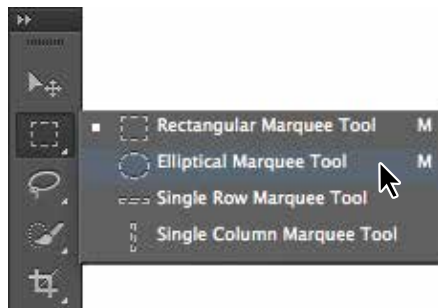 Rectangular Marquee Tool M
Elliptical Marquee Tool M
Single Row Marquee Tool
Single Column Marquee Tool